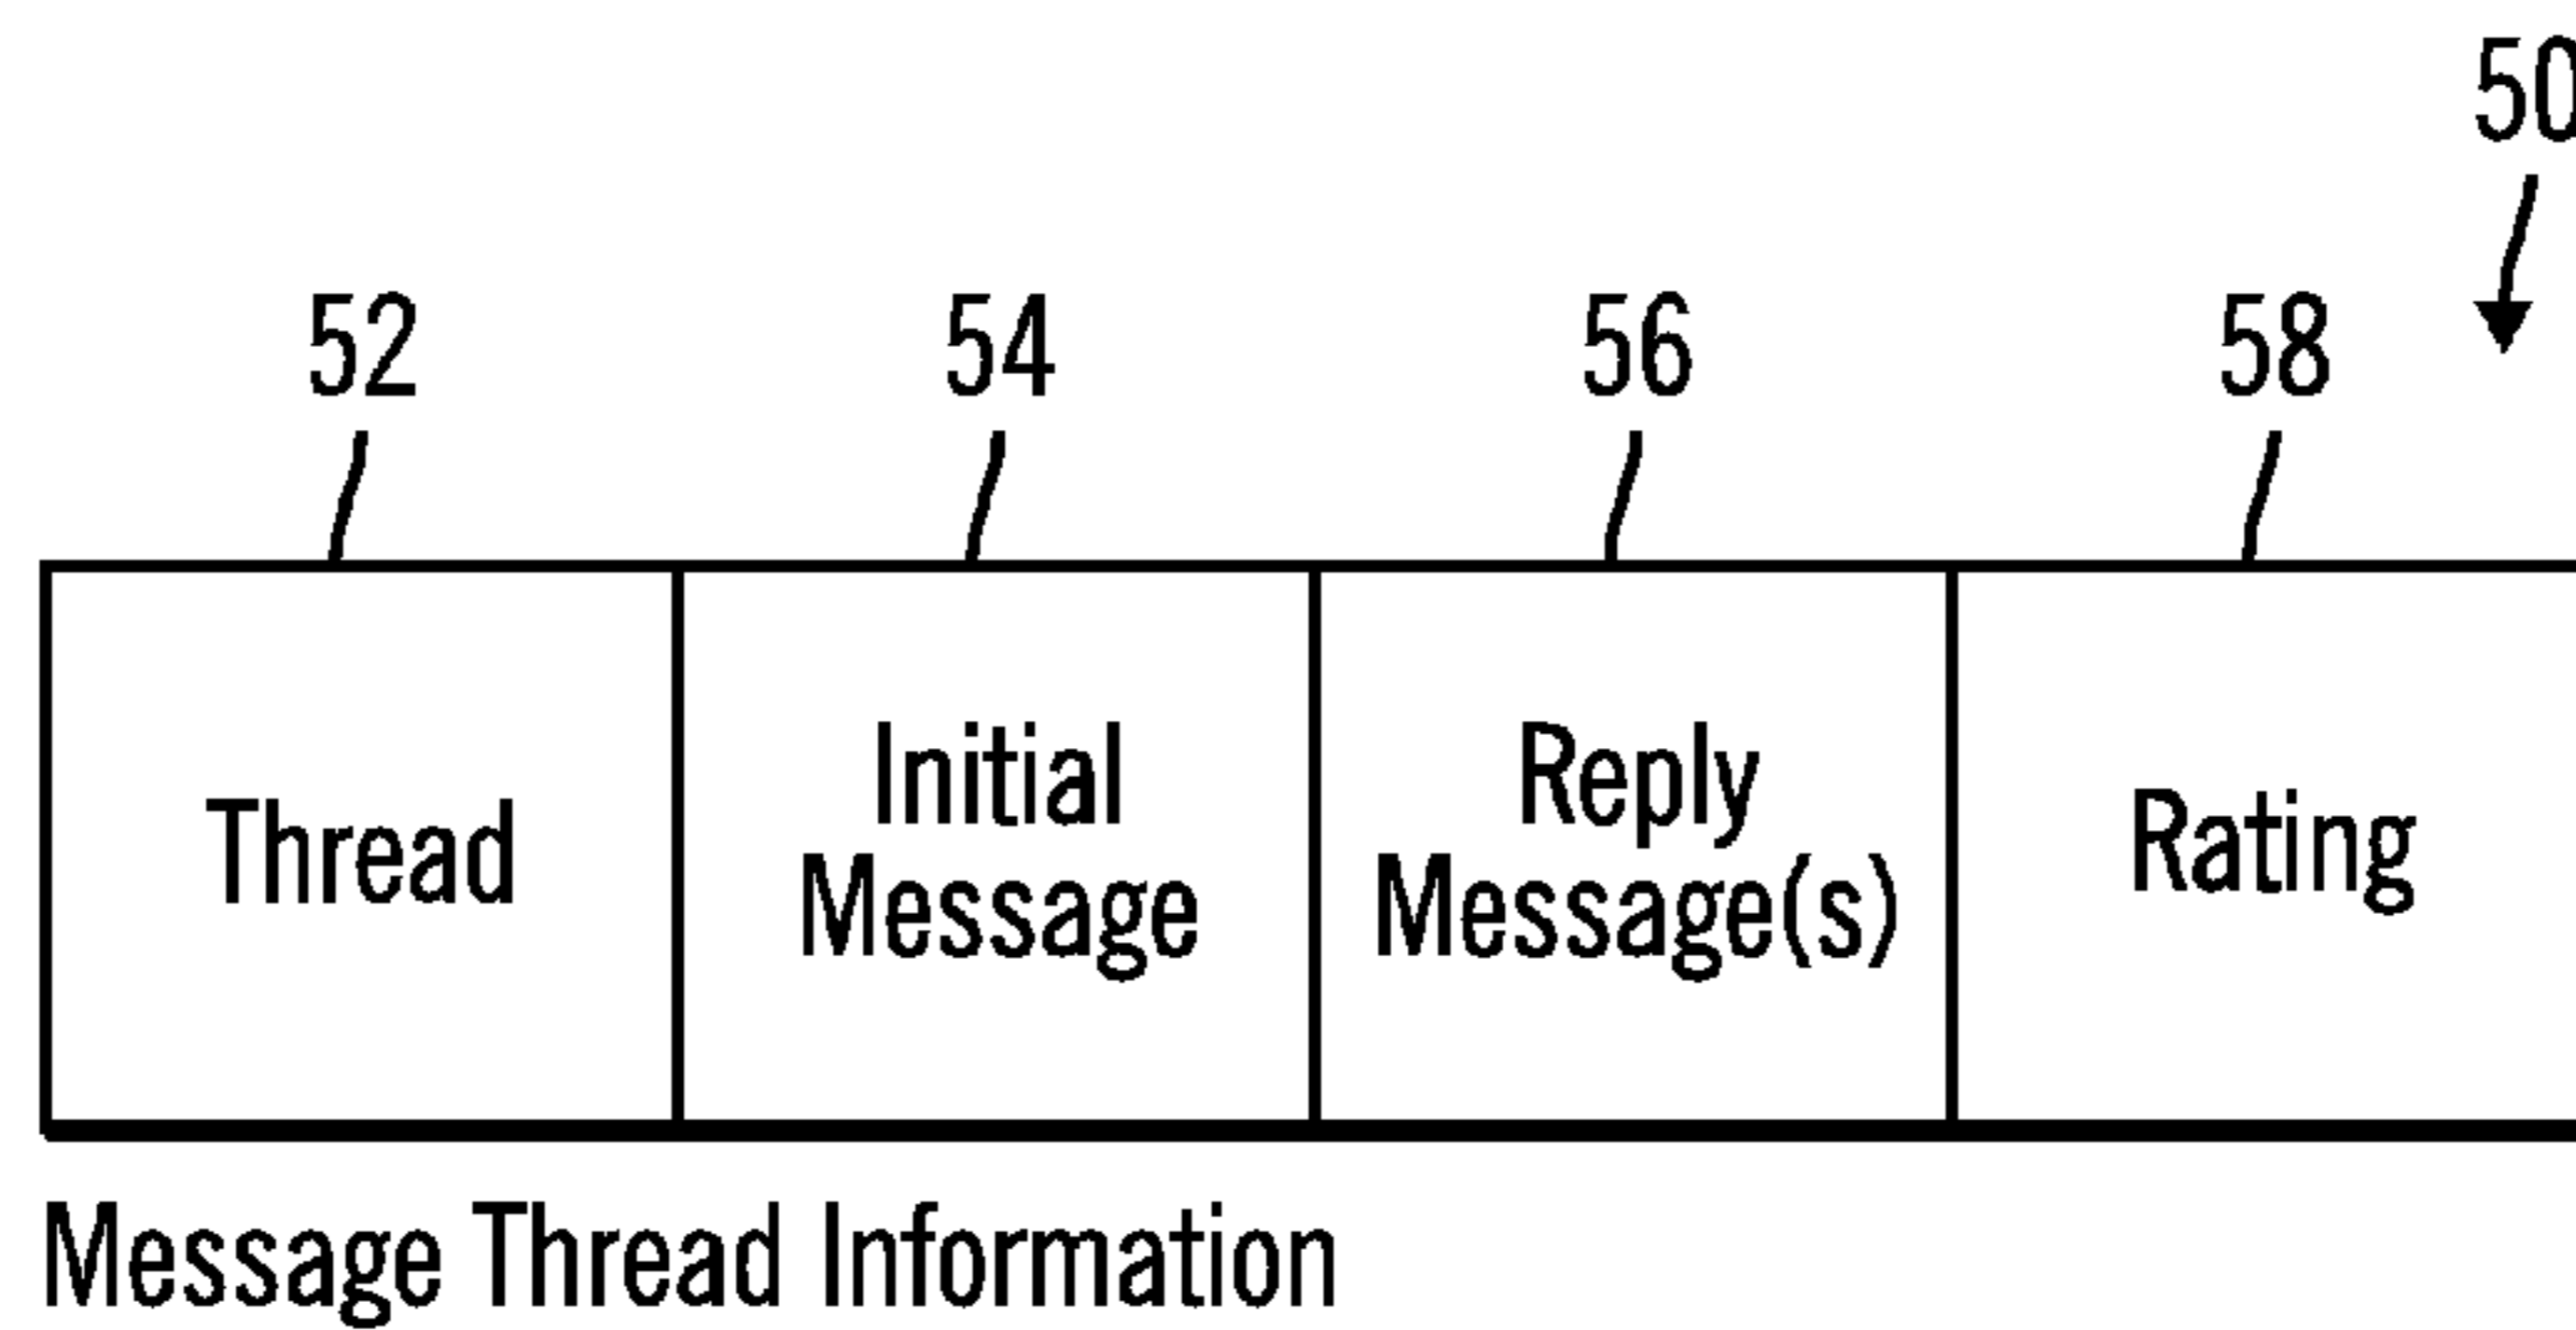 50
52 54 56 58
Thread
Initial
Message
Reply
Message(s)
Rating
Message Thread Information